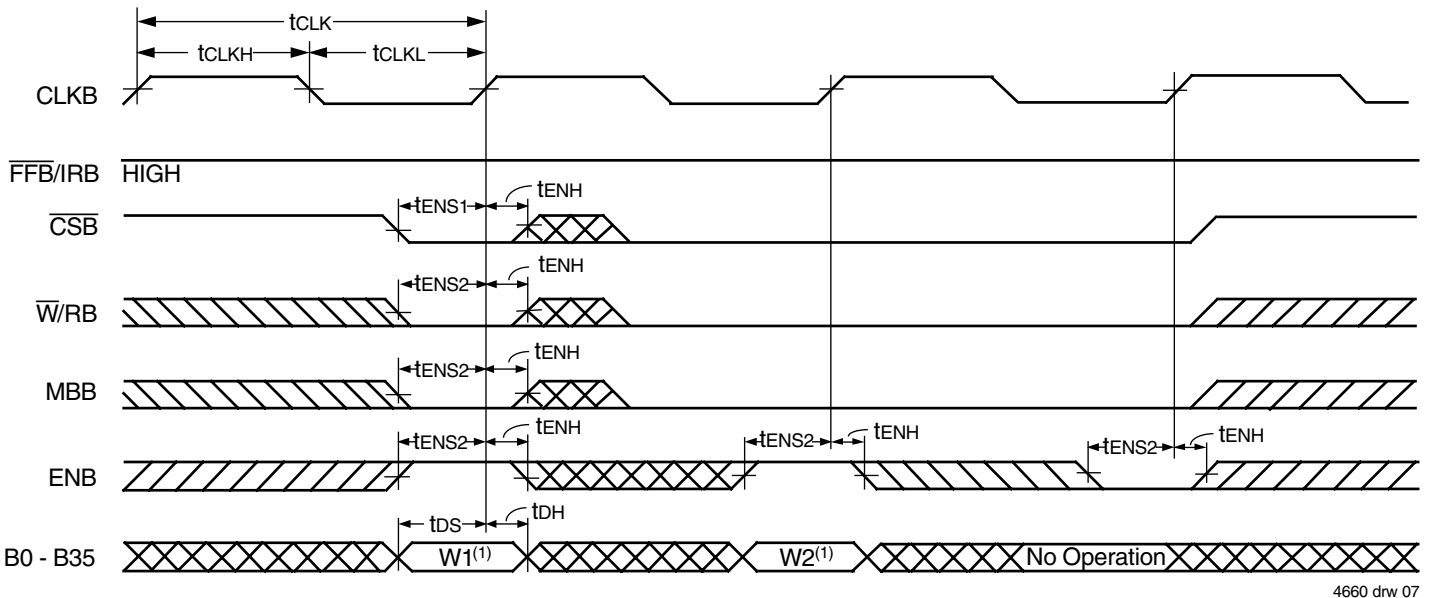 tCLK
tCLKH tCLKL
CLKB
FFB/IRB HIGH
tENS1 tENH
CSB
tENS2 tENH
W/RB
tENS2 tENH
MBB
tENS2 tENH tENS2 tENH tENS2 tENH
ENB
tDS tDH
B0 - B35 W1(1) W2(1) No Operation
4660 drw 07